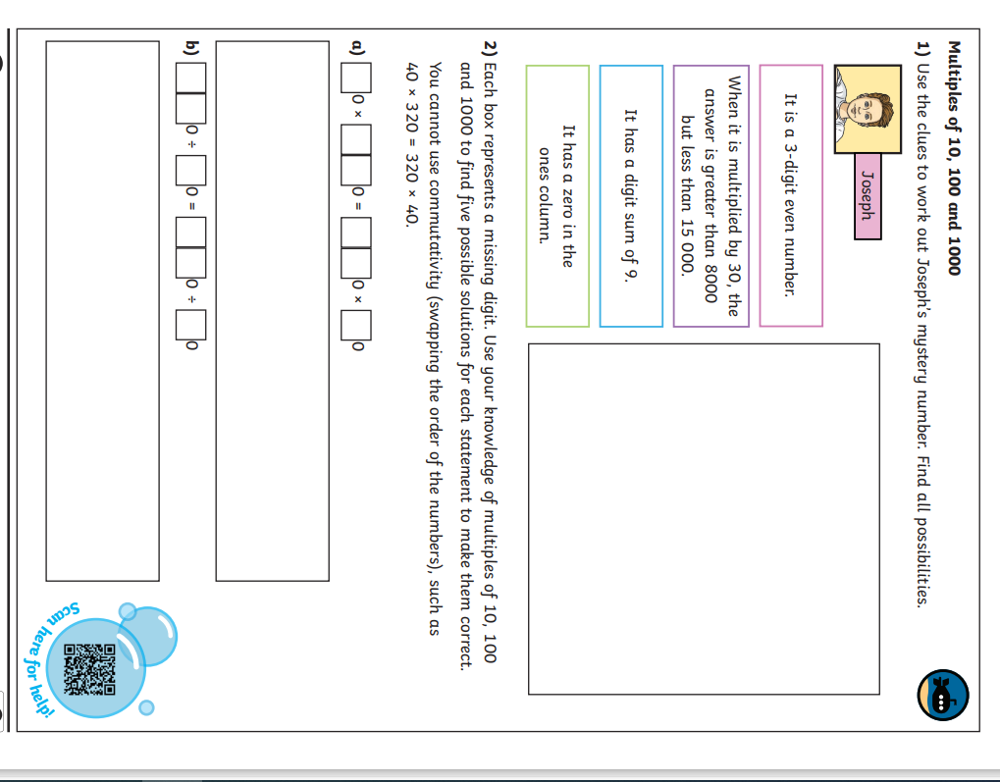 Multiples of 10, 100 and 1000
1) Use the clues to work out Joseph's mystery number. Find all possibilities.
Joseph
It is a 3-digit even number.
When it is multiplied by 30, the
answer is greater than 8000
but less than 15 000.
It has a digit sum of 9.
It has a zero in the
ones column.
2) Each box represents a missing digit. Use your knowledge of multiples of 10, 100
and 1000 to find five possible solutions for each statement to make them correct.
You cannot use commutativity (swapping the order of the numbers), such as
40 × 320 = 320 × 40.
a) 0 × 0 = 0 × 0
b) 0 ÷ 0 = 0 ÷ 0
Scan here for help!